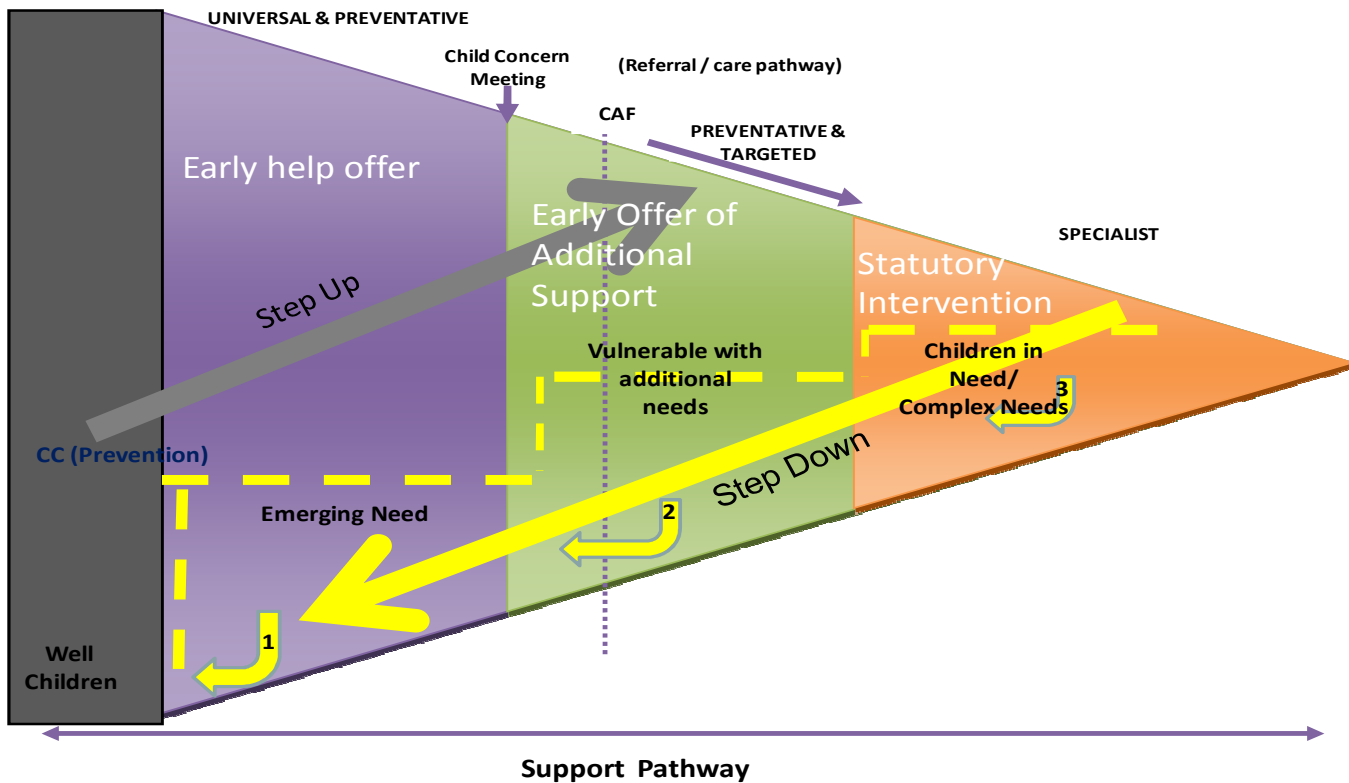 UNIVERSAL & PREVENTATIVE
Child Concern
Meeting
(Referral / care pathway)
CAF
PREVENTATIVE &
TARGETED
SPECIALIST
Early help offer
Early Offer of
Additional
Support
Statutory
Intervention
Step Up
Vulnerable with
additional
needs
Children in
Need/
Complex Needs
3
CC (Prevention)
Step Down
Emerging Need
2
1
Well
Children
Support Pathway